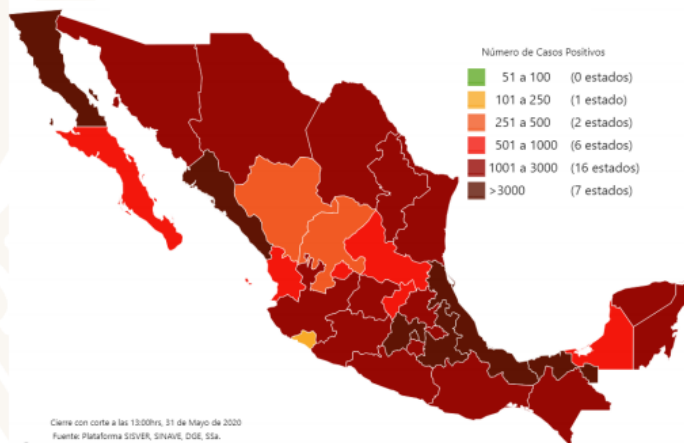 Número de Casos Positivos
51 a 100 (0 estados)
101 a 250 (1 estado)
251 a 500 (2 estados)
501 a 1000 (6 estados)
1001 a 3000 (16 estados)
>3000 (7 estados)
Cierre con corte a las 13:00hrs, 31 de Mayo de 2020
Fuente: Plataforma SISVER, SINAVE, DGE, SSa.